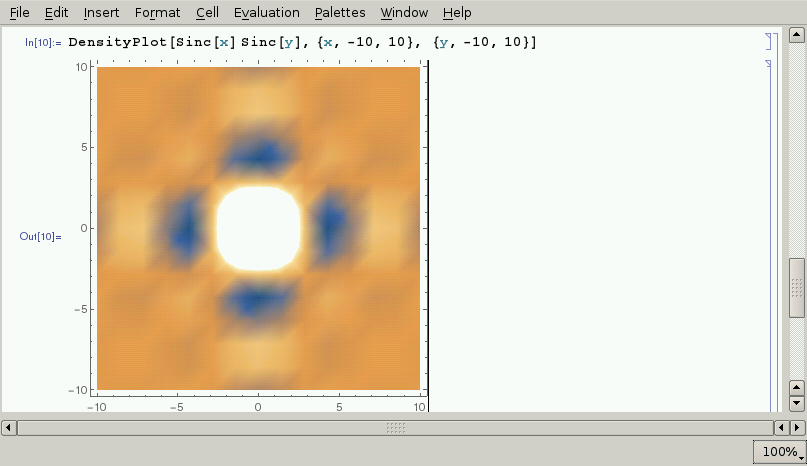 File Edit Insert Format Cell Evaluation Palettes Window Help
In[10]:= DensityPlot[Sinc[x] Sinc[y], {x, -10, 10}, {y, -10, 10}]
10
5
Out[10]= 0
−5
−10
−10 −5 0 5 10
100%